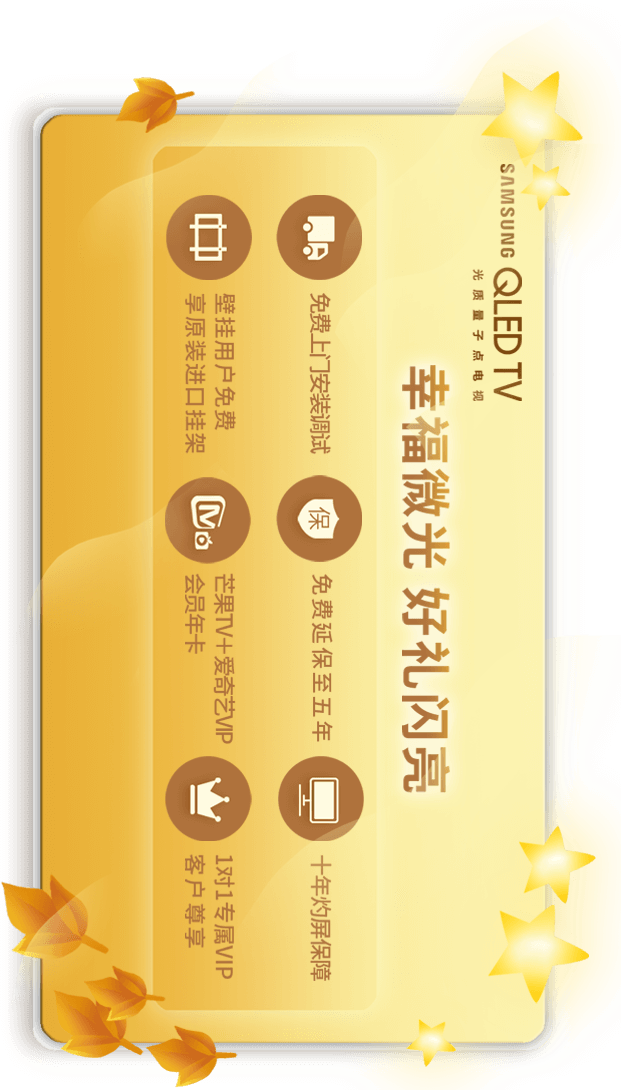 SAMSUNG QLED TV
光质量子点电视
幸福微光 好礼闪亮
免费上门安装调试
保
免费延保至五年
十年灼屏保障
壁挂用户免费
享原装进口挂架
芒果TV+爱奇艺VIP
会员年卡
1对1专属VIP
客户尊享